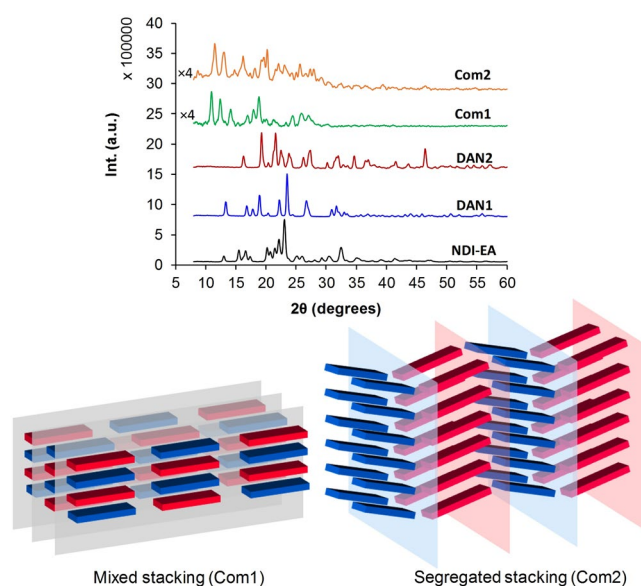 × 100000
Int. (a.u.)
40
35
30
25
20
15
10
5
0
×4
Com2
×4
Com1
DAN2
DAN1
NDI-EA
5 10 15 20 25 30 35 40 45 50 55 60
2θ (degrees)
Mixed stacking (Com1)
Segregated stacking (Com2)